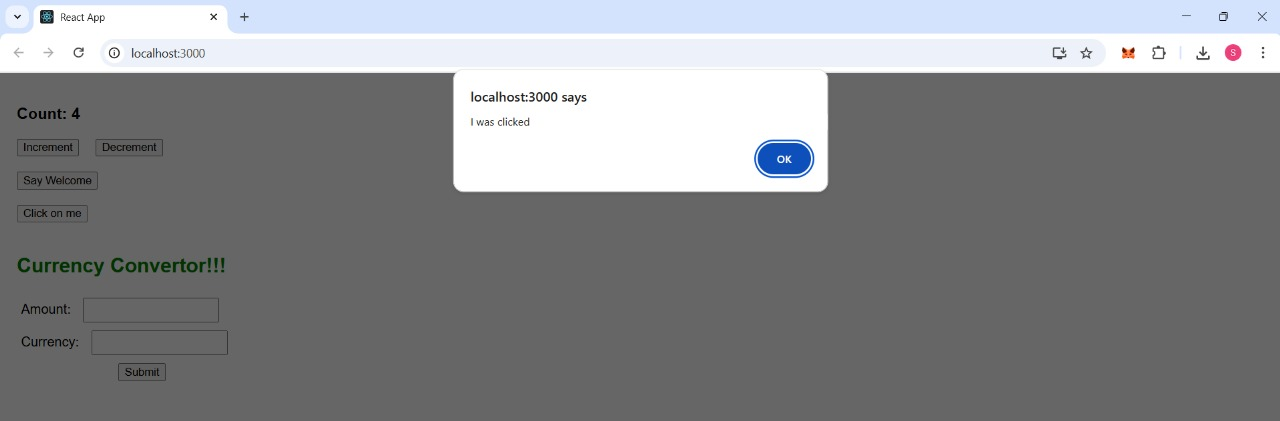 React App
localhost:3000
S
localhost:3000 says
I was clicked
OK
Count: 4
Increment Decrement
Say Welcome
Click on me
Currency Convertor!!!
Amount:
Currency:
Submit